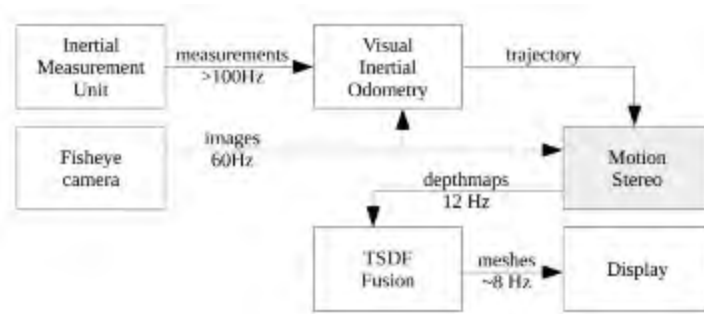 Inertial
Measurement
Unit
measurements
>100Hz
Visual
Inertial
Odometry
trajectory
Fisheye
camera
images
60Hz
Motion
Stereo
depthmaps
12 Hz
TSDF
Fusion
meshes
~8 Hz
Display